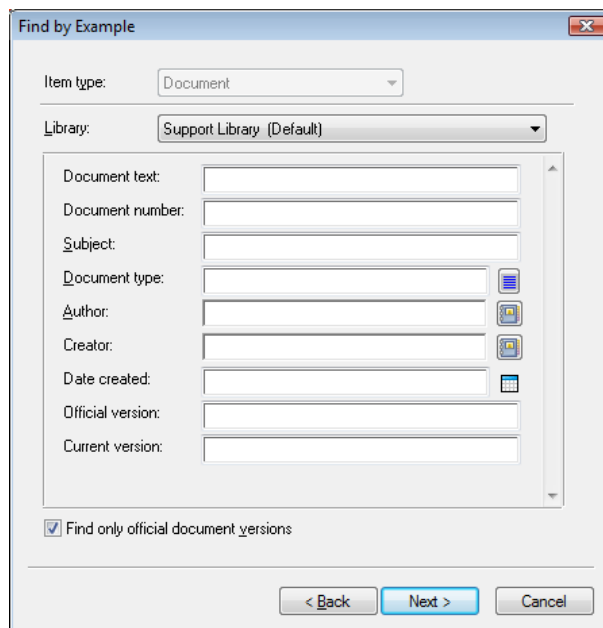 Find by Example
Item type: Document
Library: Support Library (Default)
Document text:
Document number:
Subject:
Document type:
Author:
Creator:
Date created:
Official version:
Current version:
Find only official document versions
< Back Next > Cancel